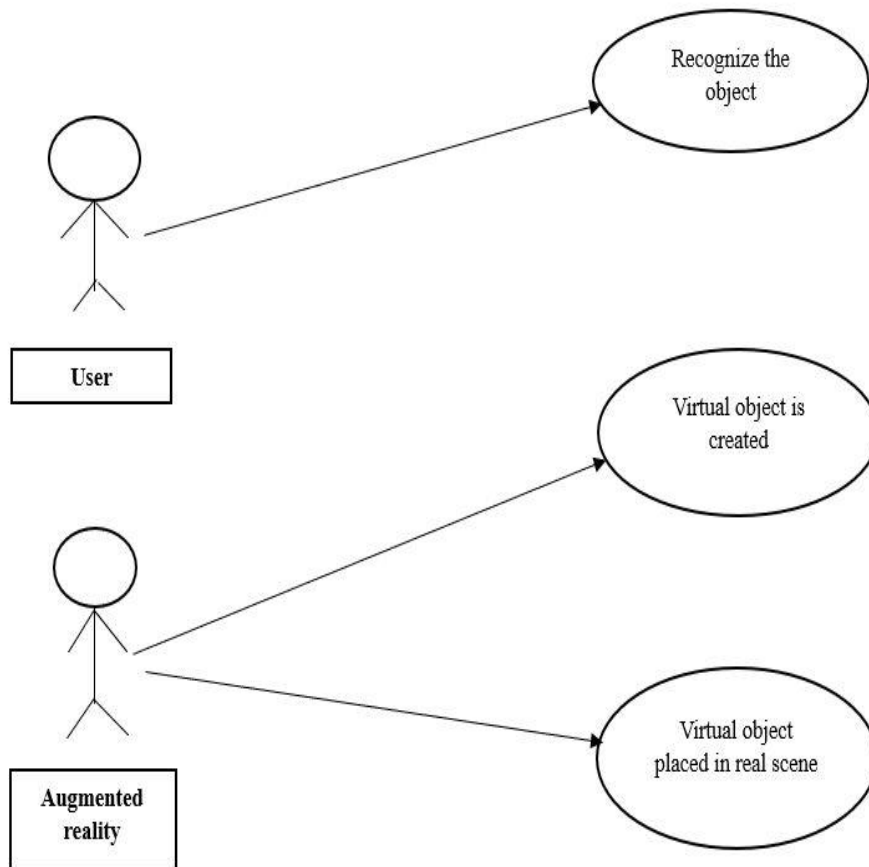 Recognize the
object
User
Virtual object is
created
Virtual object
placed in real scene
Augmented
reality